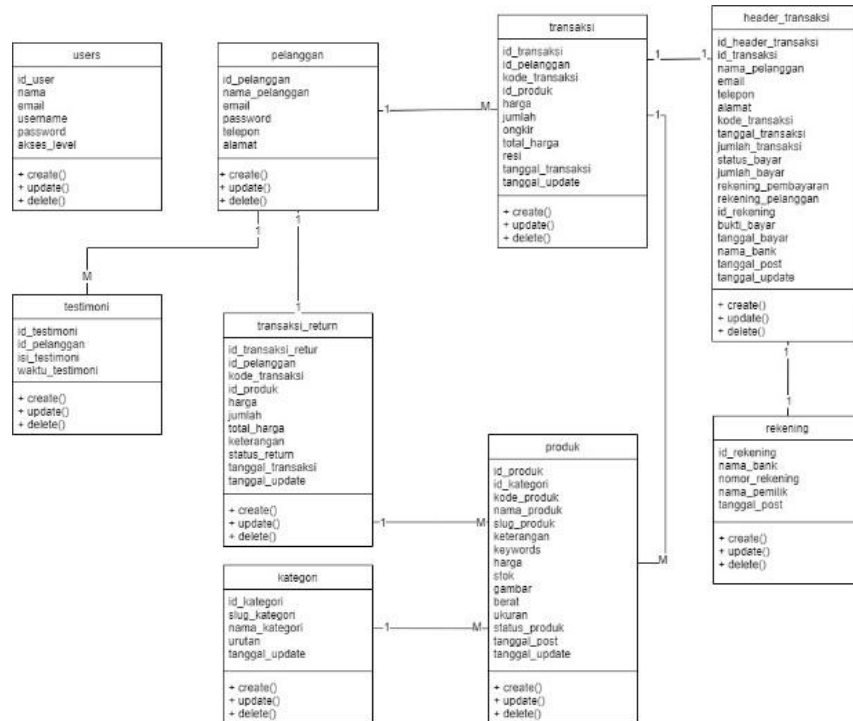 users
id_user
nama
email
username
password
akses_level
+ create()
+ update()
+ delete()
pelanggan
id_pelanggan
nama_pelanggan
email
password
telepon
alamat
+ create()
+ update()
+ delete()
transaksi
id_transaksi
id_pelanggan
kode_transaksi
id_produk
harga
jumlah
ongkir
total_harga
resi
tanggal_transaksi
tanggal_update
+ create()
+ update()
+ delete()
header_transaksi
id_header_transaksi
id_transaksi
nama_pelanggan
email
telepon
alamat
kode_transaksi
tanggal_transaksi
jumlah_transaksi
status_bayar
jumlah_bayar
rekening_pembayaran
rekening_pelanggan
id_rekening
bukti_bayar
tanggal_bayar
nama_bank
tanggal_post
tanggal_update
+ create()
+ update()
+ delete()
1
M
1
1
1
1
M
1
1
testimoni
id_testimoni
id_pelanggan
isi_testimoni
waktu_testimoni
+ create()
+ update()
+ delete()
transaksi_return
id_transaksi_retur
id_pelanggan
kode_transaksi
id_produk
harga
jumlah
total_harga
keterangan
status_return
tanggal_transaksi
tanggal_update
+ create()
+ update()
+ delete()
1
1
rekening
id_rekening
nama_bank
nomor_rekening
nama_pemilik
tanggal_post
+ create()
+ update()
+ delete()
produk
id_produk
id_kategori
kode_produk
nama_produk
slug_produk
keterangan
keywords
harga
stok
gambar
berat
ukuran
status_produk
tanggal_post
tanggal_update
+ create()
+ update()
+ delete()
1
M
M
kategori
id_kategori
slug_kategori
nama_kategori
urutan
tanggal_update
+ create()
+ update()
+ delete()
1
M